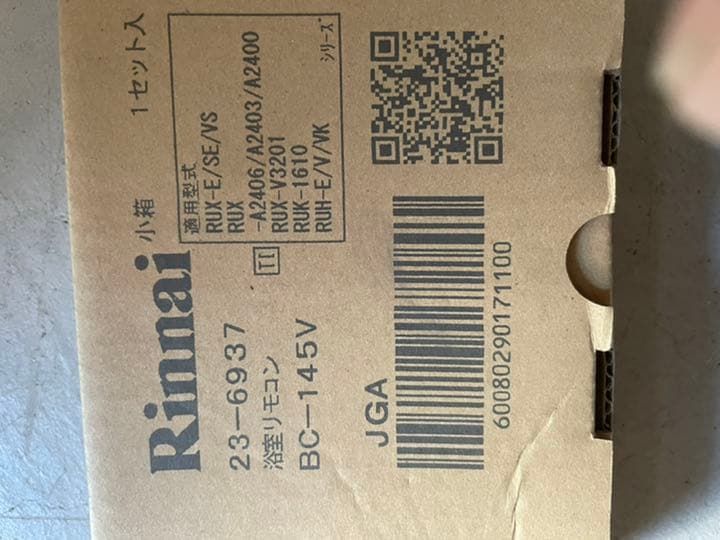 Rinnai 小箱 1セット入
23-6937
浴室リモコン
BC-145V
TI
適用型式
RUX-E/SE/VS
RUX
-A2406/A2403/A2400
RUX-V3201
RUK-1610
RUH-E/V/VK シリーズ
JGA
60080290171100